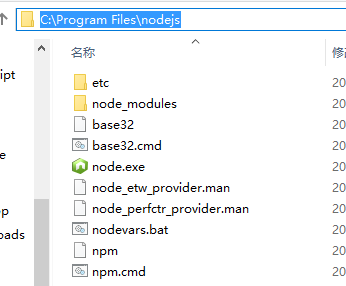 C:\Program Files\nodejs
名称
修
ipt
etc
20
node_modules
20
base32
20
base32.cmd
20
e
node.exe
20
node_etw_provider.man
20
node_perfctr_provider.man
20
op
nodevars.bat
20
oads
npm
20
npm.cmd
20